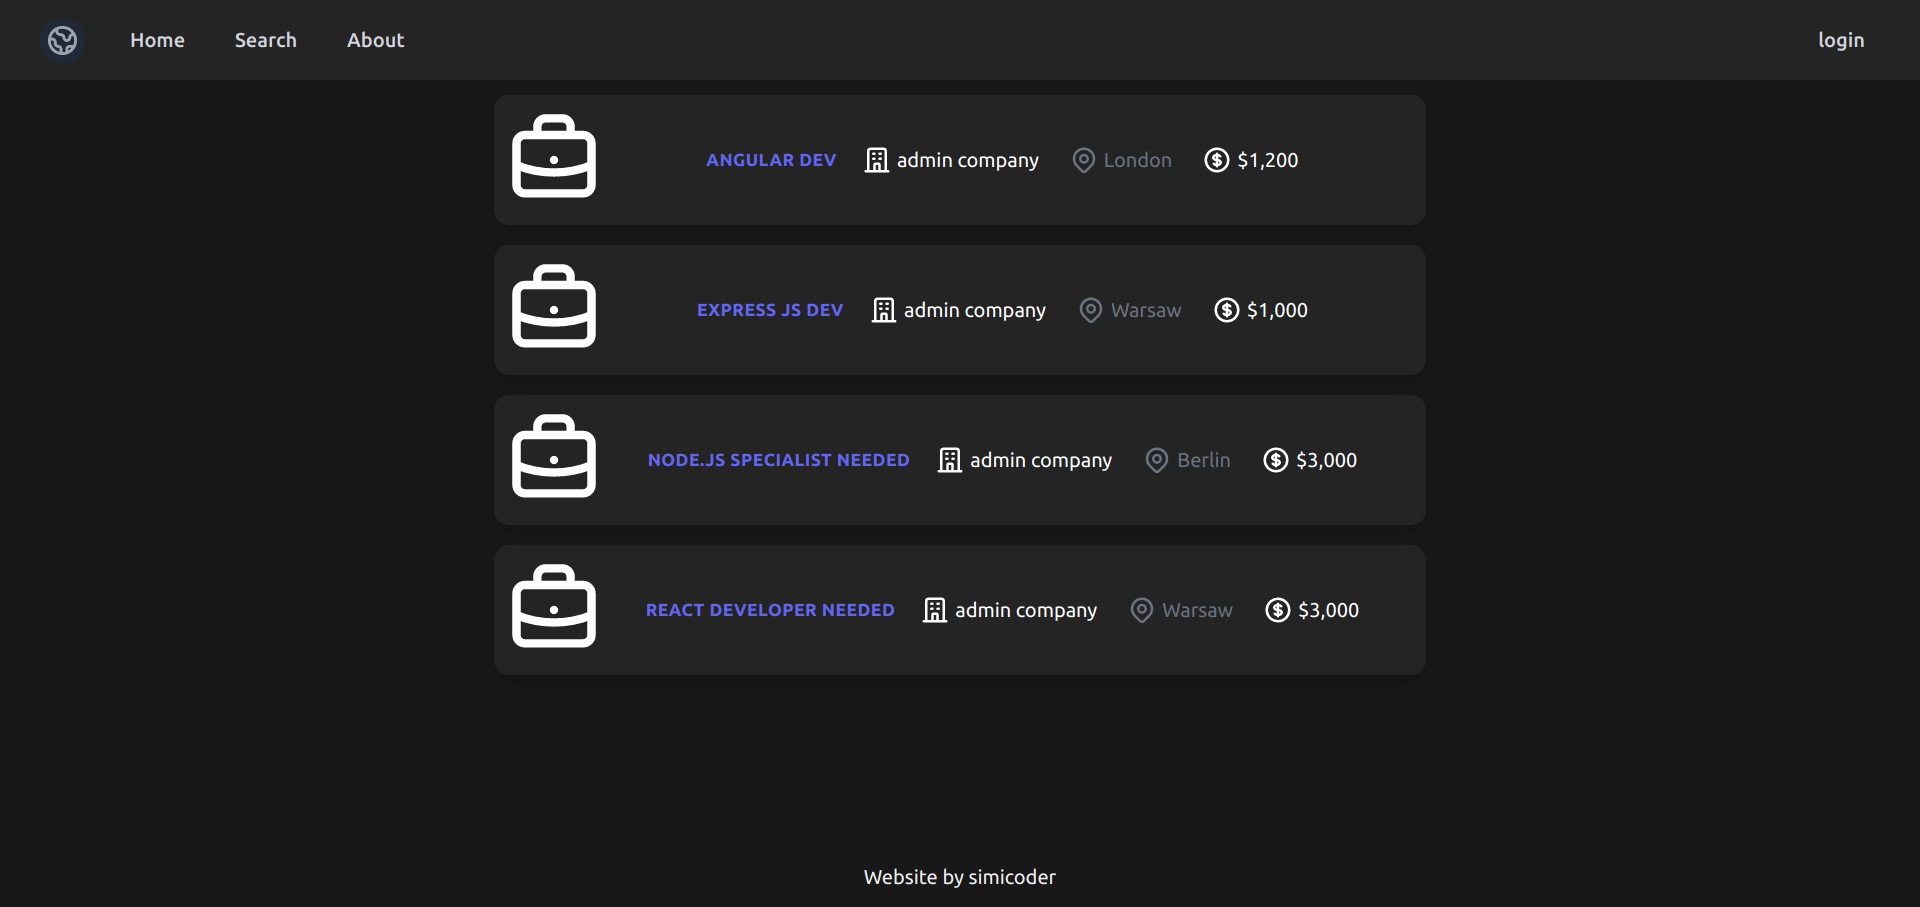 Home Search About login
ANGULAR DEV admin company London $1,200
EXPRESS JS DEV admin company Warsaw $1,000
NODE.JS SPECIALIST NEEDED admin company Berlin $3,000
REACT DEVELOPER NEEDED admin company Warsaw $3,000
Website by simicoder